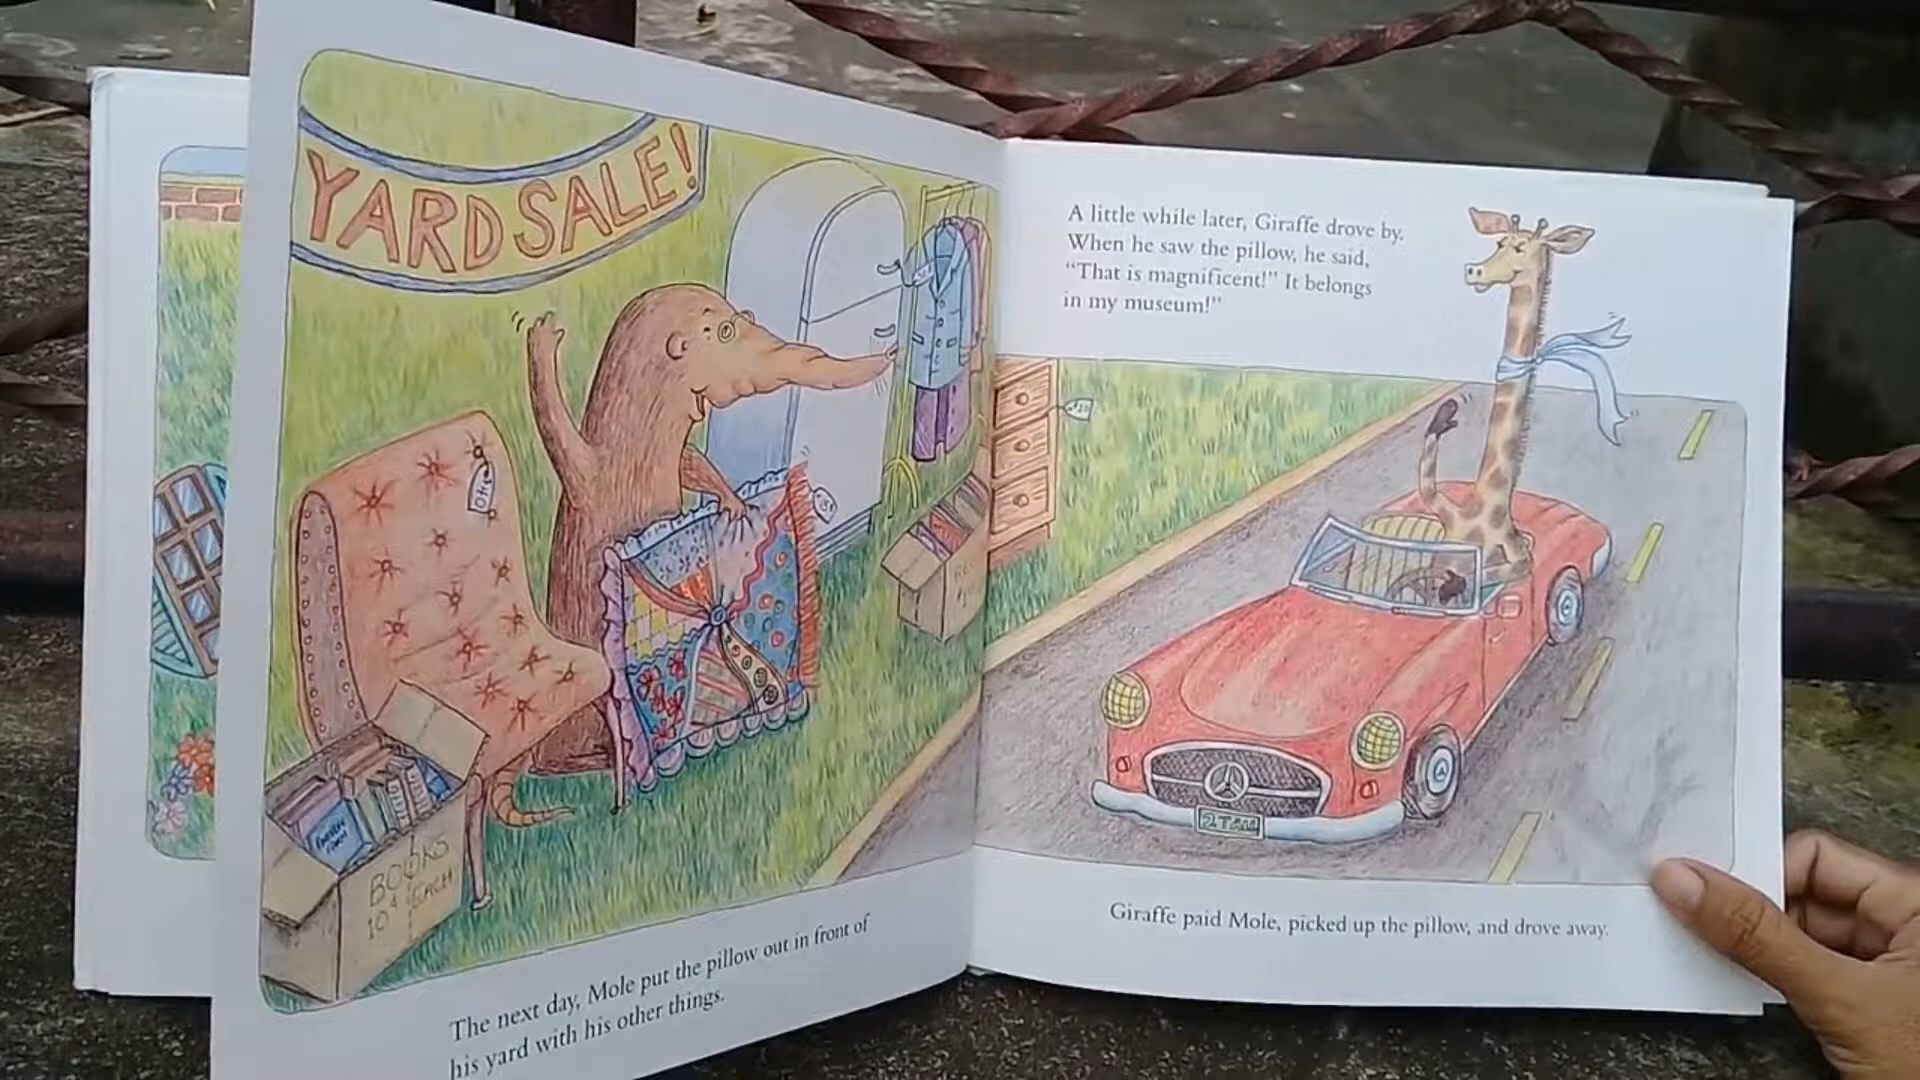 YARD SALE!
BOOKS
10¢ EACH
The next day, Mole put the pillow out in front of
his yard with his other things.
A little while later, Giraffe drove by.
When he saw the pillow, he said,
“That is magnificent!” It belongs
in my museum!”
Giraffe paid Mole, picked up the pillow, and drove away.